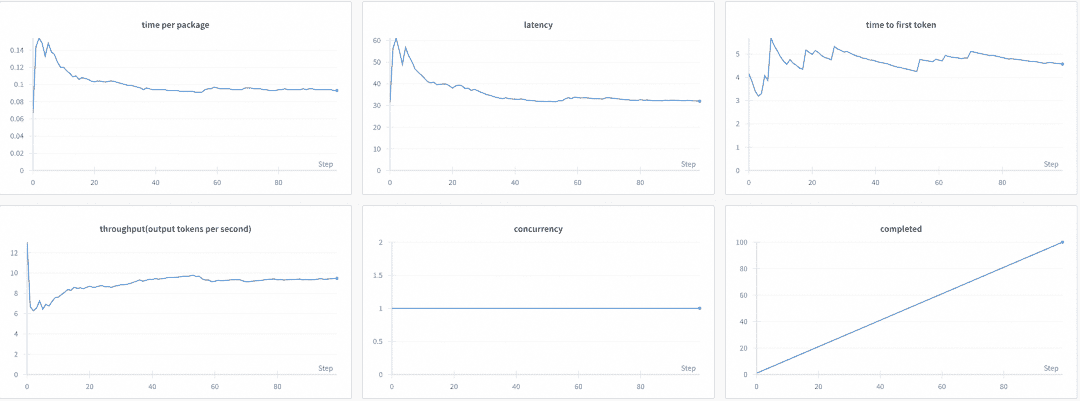 time per package
0.14
0.12
0.1
0.08
0.06
0.04
0.02
0
Step
0 20 40 60 80
latency
60
50
40
30
20
10
0
Step
0 20 40 60 80
time to first token
5
4
3
2
1
0
Step
0 20 40 60 80
throughput(output tokens per second)
12
10
8
6
4
2
0
Step
0 20 40 60 80
concurrency
2
1.5
1
0.5
0
Step
0 20 40 60 80
completed
100
80
60
40
20
0
Step
0 20 40 60 80